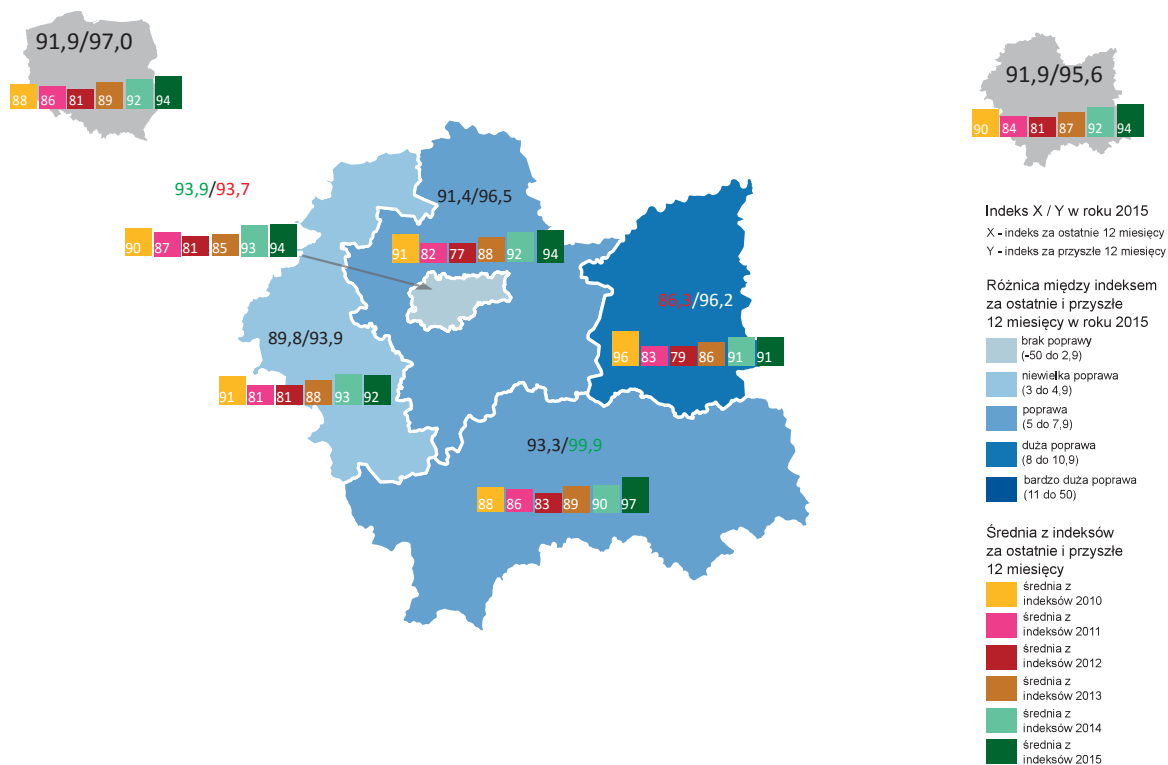 91,9/97,0
88 86 81 89 92 94
91,9/95,6
90 84 81 87 92 94
93,9/93,7
90 87 81 85 93 94
91,4/96,5
91 82 77 88 92 94
86,3/96,2
96 83 79 86 91 91
89,8/93,9
91 81 81 88 93 92
93,3/99,9
88 86 83 89 90 97
Indeks X / Y w roku 2015
X - indeks za ostatnie 12 miesięcy
Y - indeks za przyszłe 12 miesięcy
Różnica między indeksem
za ostatnie i przyszłe
12 miesięcy w roku 2015
brak poprawy
(-50 do 2,9)
niewielka poprawa
(3 do 4,9)
poprawa
(5 do 7,9)
duża poprawa
(8 do 10,9)
bardzo duża poprawa
(11 do 50)
Średnia z indeksów
za ostatnie i przyszłe
12 miesięcy
średnia z
indeksów 2010
średnia z
indeksów 2011
średnia z
indeksów 2012
średnia z
indeksów 2013
średnia z
indeksów 2014
średnia z
indeksów 2015